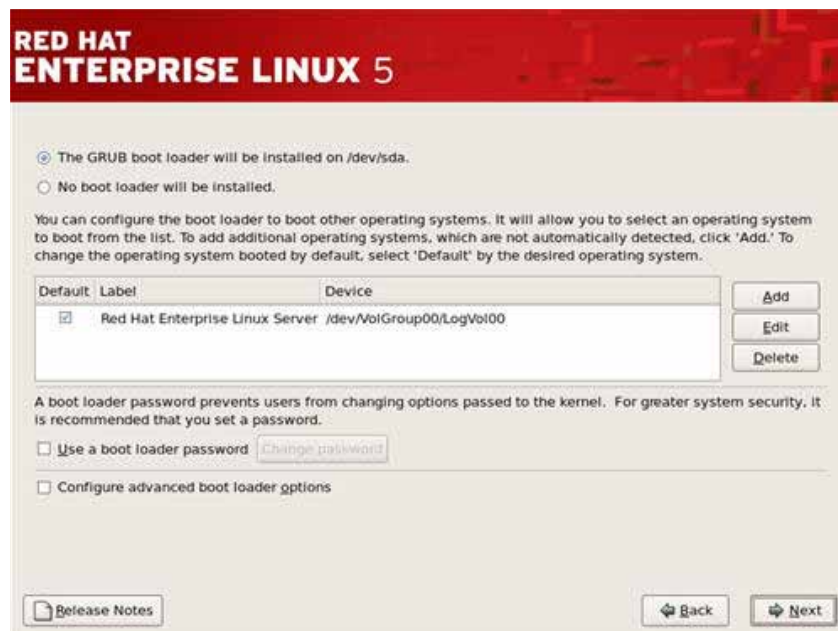 RED HAT
ENTERPRISE LINUX 5
The GRUB boot loader will be installed on /dev/sda.
No boot loader will be installed.
You can configure the boot loader to boot other operating systems. It will allow you to select an operating system
to boot from the list. To add additional operating systems, which are not automatically detected, click 'Add.' To
change the operating system booted by default, select 'Default' by the desired operating system.
Default Label Device
Red Hat Enterprise Linux Server /dev/VolGroup00/LogVol00
Add
Edit
Delete
A boot loader password prevents users from changing options passed to the kernel. For greater system security, it
is recommended that you set a password.
Use a boot loader password Change password
Configure advanced boot loader options
Release Notes Back Next